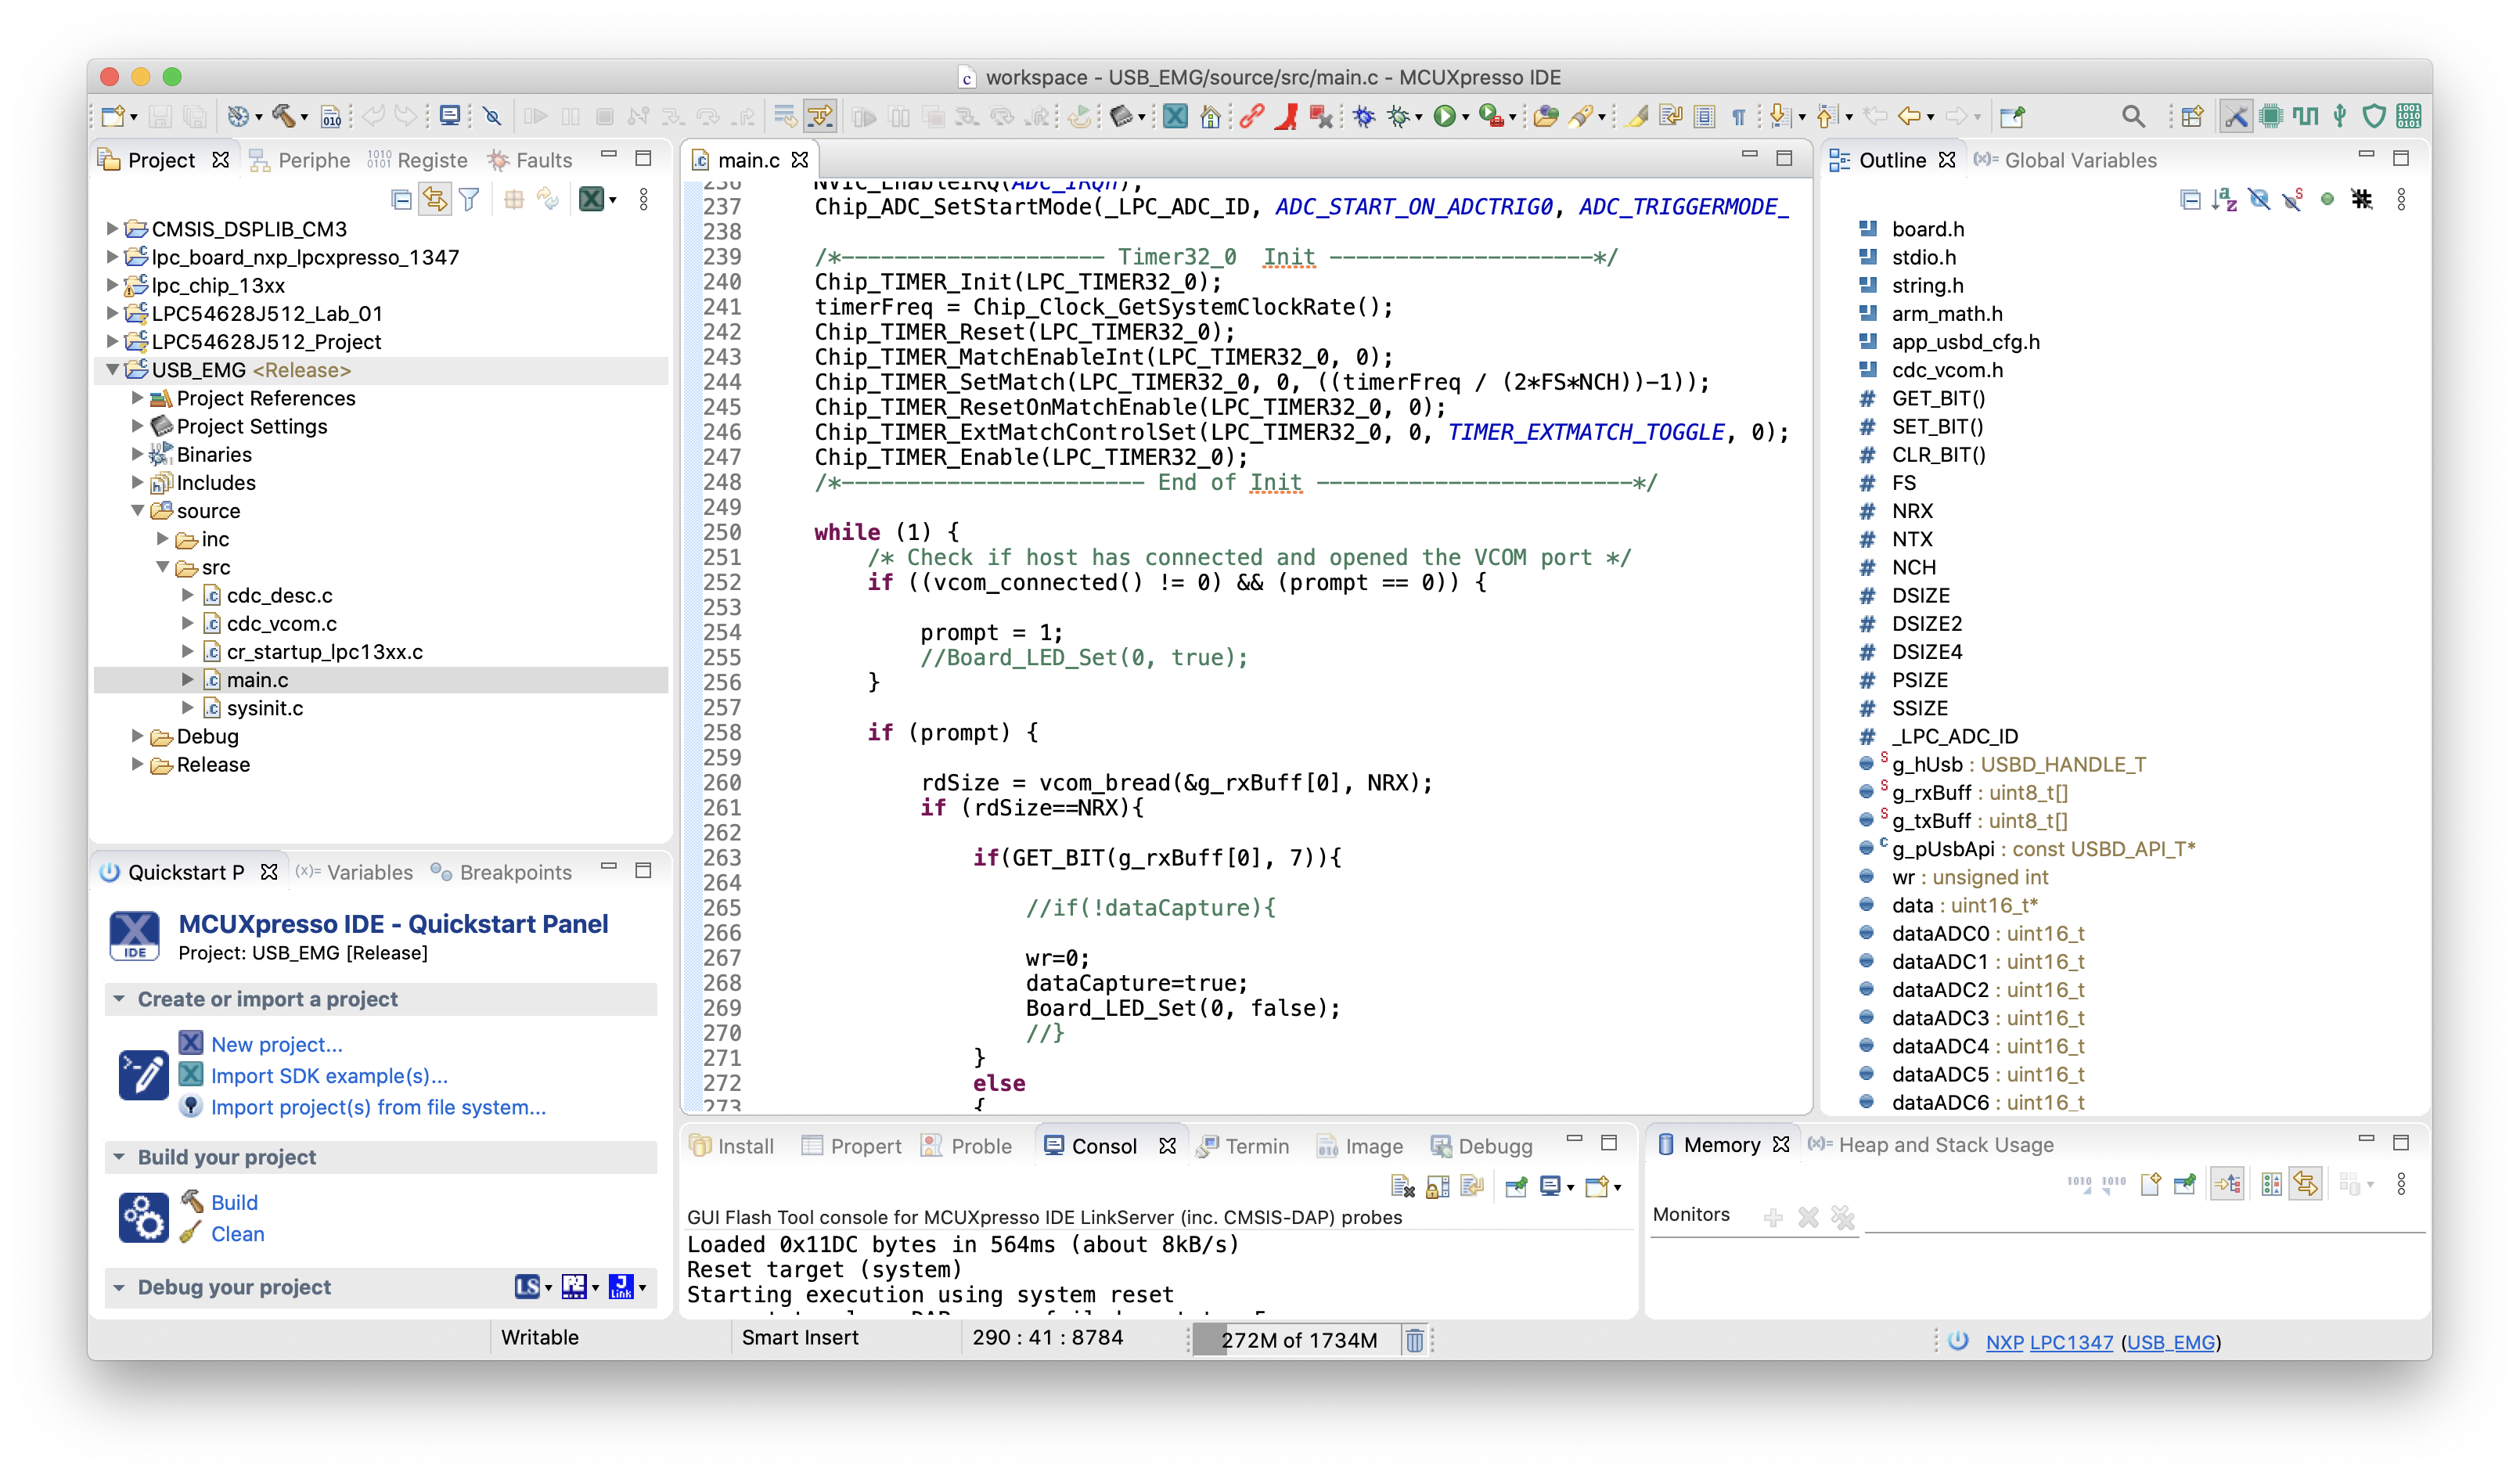 workspace - USB_EMG/source/src/main.c - MCUXpresso IDE
Project Periphe Registe Faults
CMSIS_DSPLIB_CM3
lpc_board_nxp_lpcxpresso_1347
lpc_chip_13xx
LPC54628J512_Lab_01
LPC54628J512_Project
USB_EMG <Release>
Project References
Project Settings
Binaries
Includes
source
inc
src
cdc_desc.c
cdc_vcom.c
cr_startup_lpc13xx.c
main.c
sysinit.c
Debug
Release
Quickstart P (x)= Variables Breakpoints
MCUXpresso IDE - Quickstart Panel
IDE
Project: USB_EMG [Release]
Create or import a project
New project...
Import SDK example(s)...
Import project(s) from file system...
Build your project
Build
Clean
Debug your project LS J Link
main.c
236 NVIC_EnableIRQ(ADC_IRQn);
237 Chip_ADC_SetStartMode(_LPC_ADC_ID, ADC_START_ON_ADCTRIG0, ADC_TRIGGERMODE_
238
239 /*-------------------- Timer32_0  Init --------------------*/
240 Chip_TIMER_Init(LPC_TIMER32_0);
241 timerFreq = Chip_Clock_GetSystemClockRate();
242 Chip_TIMER_Reset(LPC_TIMER32_0);
243 Chip_TIMER_MatchEnableInt(LPC_TIMER32_0, 0);
244 Chip_TIMER_SetMatch(LPC_TIMER32_0, 0, ((timerFreq / (2*FS*NCH))-1));
245 Chip_TIMER_ResetOnMatchEnable(LPC_TIMER32_0, 0);
246 Chip_TIMER_ExtMatchControlSet(LPC_TIMER32_0, 0, TIMER_EXTMATCH_TOGGLE, 0);
247 Chip_TIMER_Enable(LPC_TIMER32_0);
248 /*----------------------- End of Init ------------------------*/
249
250 while (1) {
251 /* Check if host has connected and opened the VCOM port */
252 if ((vcom_connected() != 0) && (prompt == 0)) {
253
254 prompt = 1;
255 //Board_LED_Set(0, true);
256 }
257
258 if (prompt) {
259
260 rdSize = vcom_bread(&g_rxBuff[0], NRX);
261 if (rdSize==NRX){
262
263 if(GET_BIT(g_rxBuff[0], 7)){
264
265 //if(!dataCapture){
266
267 wr=0;
268 dataCapture=true;
269 Board_LED_Set(0, false);
270 //}
271 }
272 else
273 {
Outline (x)= Global Variables
board.h
stdio.h
string.h
arm_math.h
app_usbd_cfg.h
cdc_vcom.h
# GET_BIT()
# SET_BIT()
# CLR_BIT()
# FS
# NRX
# NTX
# NCH
# DSIZE
# DSIZE2
# DSIZE4
# PSIZE
# SSIZE
# _LPC_ADC_ID
S g_hUsb : USBD_HANDLE_T
S g_rxBuff : uint8_t[]
S g_txBuff : uint8_t[]
C g_pUsbApi : const USBD_API_T*
wr : unsigned int
data : uint16_t*
dataADC0 : uint16_t
dataADC1 : uint16_t
dataADC2 : uint16_t
dataADC3 : uint16_t
dataADC4 : uint16_t
dataADC5 : uint16_t
dataADC6 : uint16_t
Install Propert Proble Consol Termin Image Debugg
GUI Flash Tool console for MCUXpresso IDE LinkServer (inc. CMSIS-DAP) probes
Loaded 0x11DC bytes in 564ms (about 8kB/s)
Reset target (system)
Starting execution using system reset
Memory (x)= Heap and Stack Usage
Monitors
Writable Smart Insert 290 : 41 : 8784 272M of 1734M NXP LPC1347 (USB_EMG)